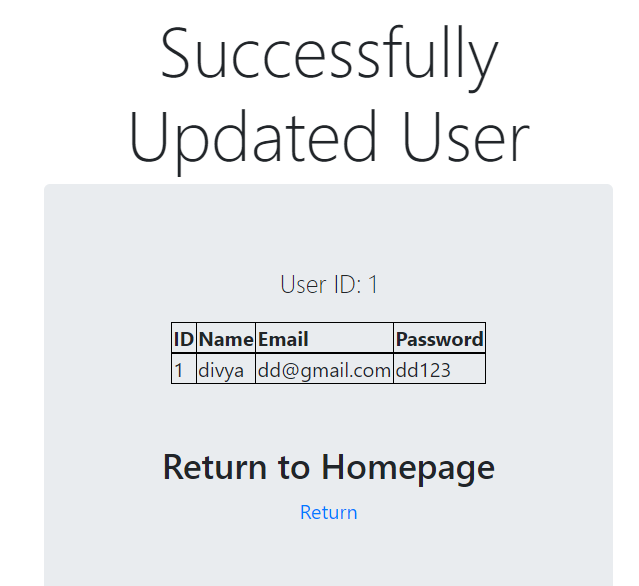 Successfully
Updated User
User ID: 1
ID Name Email Password
1 divya dd@gmail.com dd123
Return to Homepage
Return